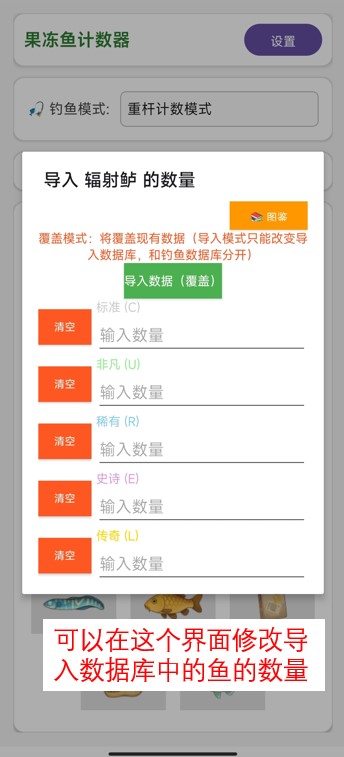 果冻鱼计数器
设置
钓鱼模式:
重杆计数模式
导入 辐射鲈 的数量
图鉴
覆盖模式：将覆盖现有数据（导入模式只能改变导
入数据库，和钓鱼数据库分开）
导入数据（覆盖）
标准 (C)
清空
输入数量
非凡 (U)
清空
输入数量
稀有 (R)
清空
输入数量
史诗 (E)
清空
输入数量
传奇 (L)
清空
输入数量
可以在这个界面修改导
入数据库中的鱼的数量